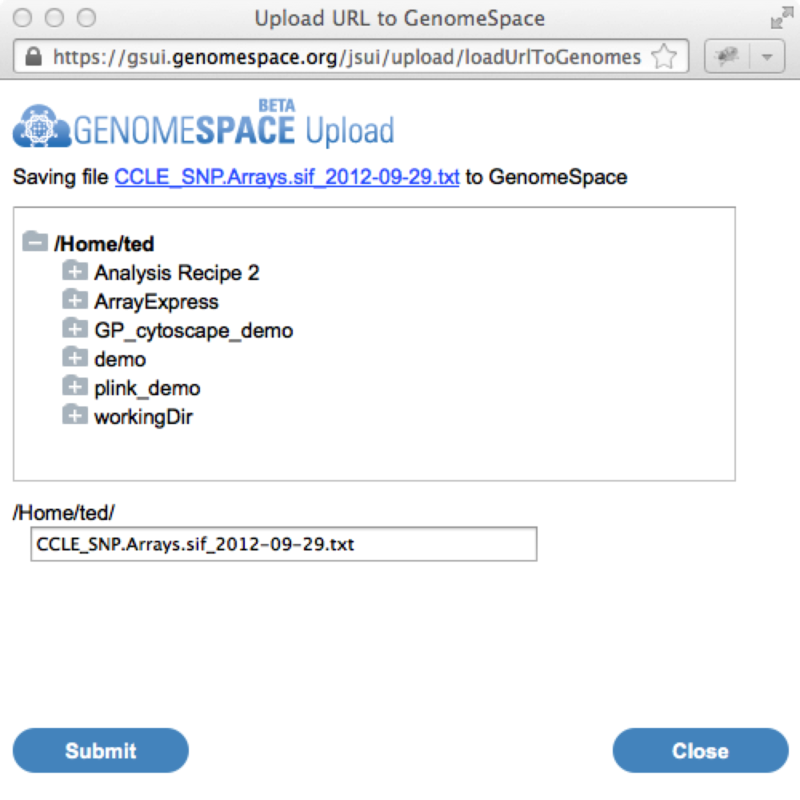 Upload URL to GenomeSpace
https://gsui.genomespace.org/jsui/upload/loadUrlToGenomes
BETA
GENOMESPACE Upload
Saving file CCLE_SNP.Arrays.sif_2012-09-29.txt to GenomeSpace
/Home/ted
Analysis Recipe 2
ArrayExpress
GP_cytoscape_demo
demo
plink_demo
workingDir
/Home/ted/
CCLE_SNP.Arrays.sif_2012-09-29.txt
Submit
Close